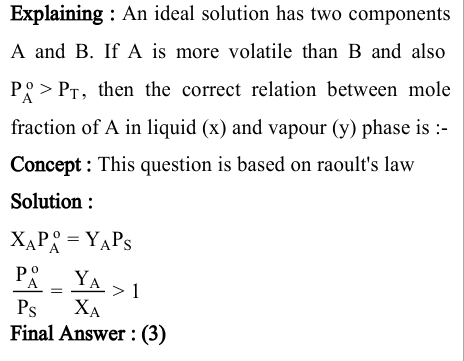 Explaining : An ideal solution has two components
A and B. If A is more volatile than B and also
P°A > PT, then the correct relation between mole
fraction of A in liquid (x) and vapour (y) phase is :-
Concept : This question is based on raoult's law
Solution :
XAP°A = YAPS
P°A/PS = YA/XA > 1
Final Answer : (3)